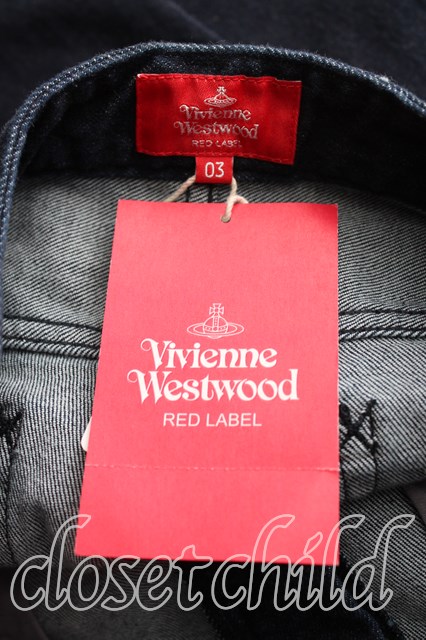 Vivienne
Westwood
RED LABEL
03
Vivienne
Westwood
RED LABEL
closetchild